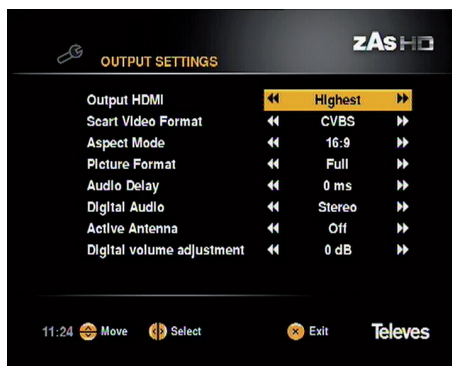 zAs HD
OUTPUT SETTINGS
Output HDMI Highest
Scart Video Format CVBS
Aspect Mode 16:9
Picture Format Full
Audio Delay 0 ms
Digital Audio Stereo
Active Antenna Off
Digital volume adjustment 0 dB
11:24 Move Select Exit Televes